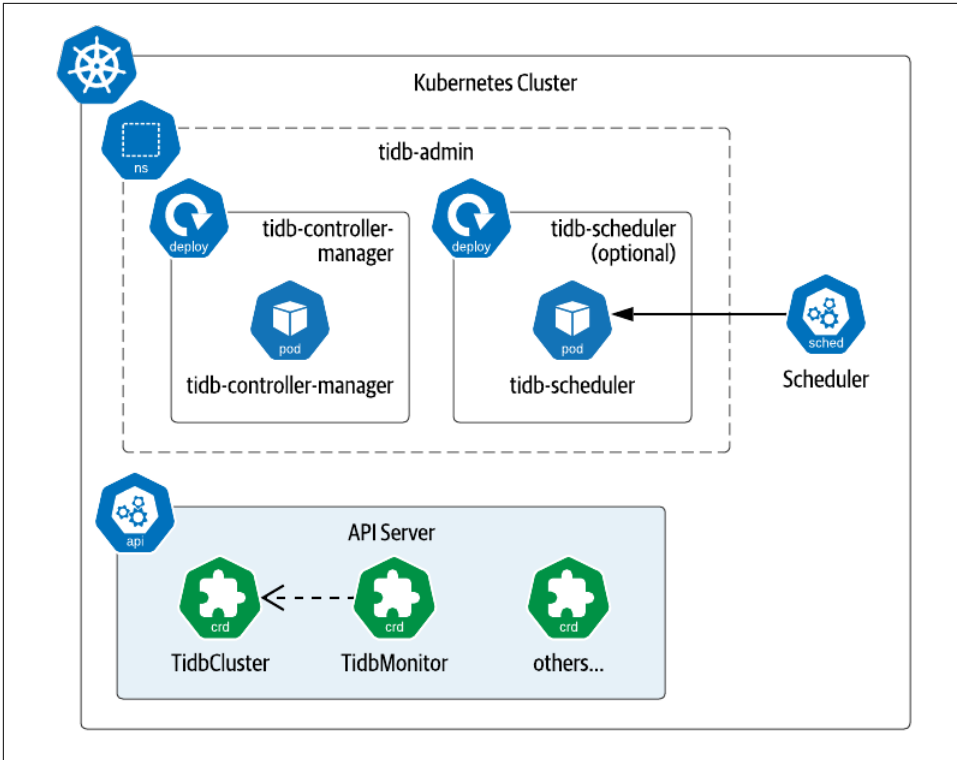 Kubernetes Cluster
ns
tidb-admin
deploy
tidb-controller-
manager
pod
tidb-controller-manager
deploy
tidb-scheduler
(optional)
pod
tidb-scheduler
sched
Scheduler
api
API Server
crd
TidbCluster
crd
TidbMonitor
crd
others...